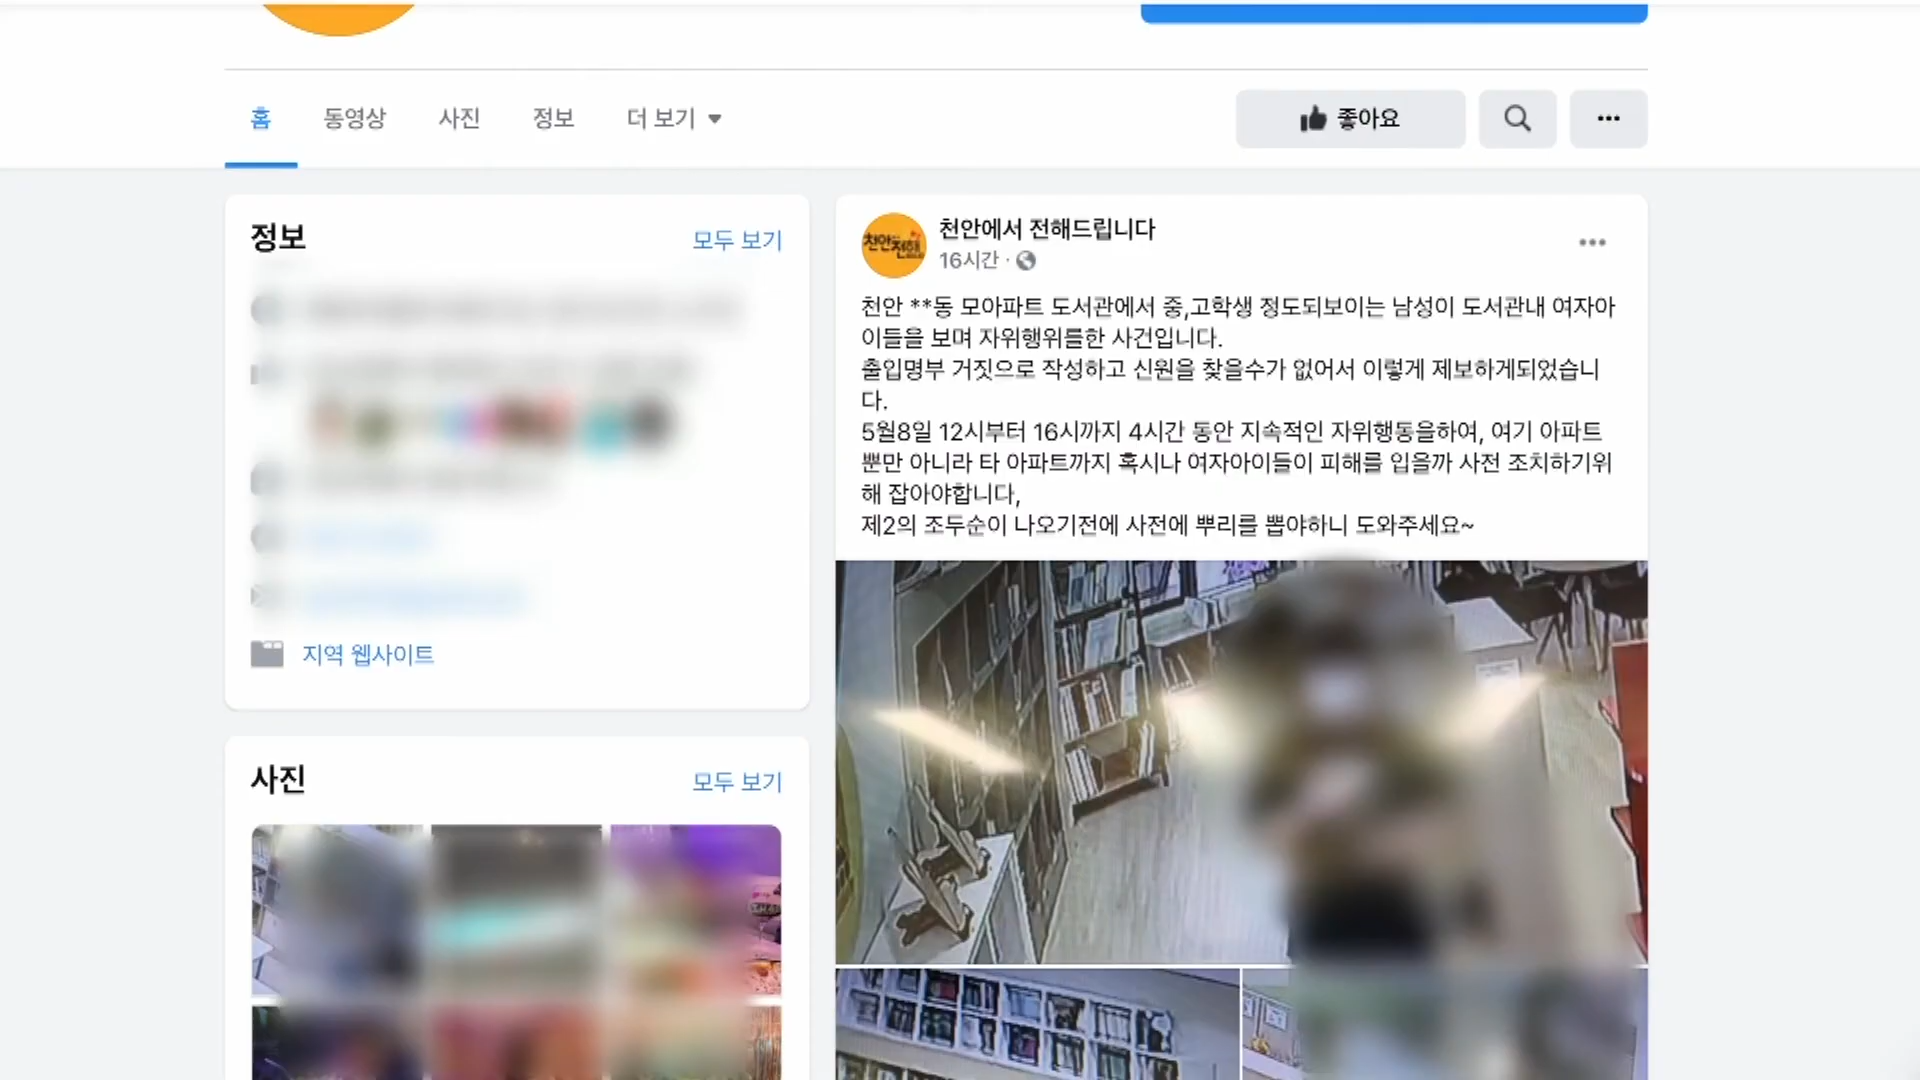 홈
동영상
사진
정보
더 보기
좋아요
정보
모두 보기
지역 웹사이트
사진
모두 보기
천안에서 전해드립니다
16시간 ·
천안 **동 모아파트 도서관에서 중,고학생 정도되보이는 남성이 도서관내 여자아
이들을 보며 자위행위를한 사건입니다.
출입명부 거짓으로 작성하고 신원을 찾을수가 없어서 이렇게 제보하게되었습니
다.
5월8일 12시부터 16시까지 4시간 동안 지속적인 자위행동을하여, 여기 아파트
뿐만 아니라 타 아파트까지 혹시나 여자아이들이 피해를 입을까 사전 조치하기위
해 잡아야합니다,
제2의 조두순이 나오기전에 사전에 뿌리를 뽑야하니 도와주세요~